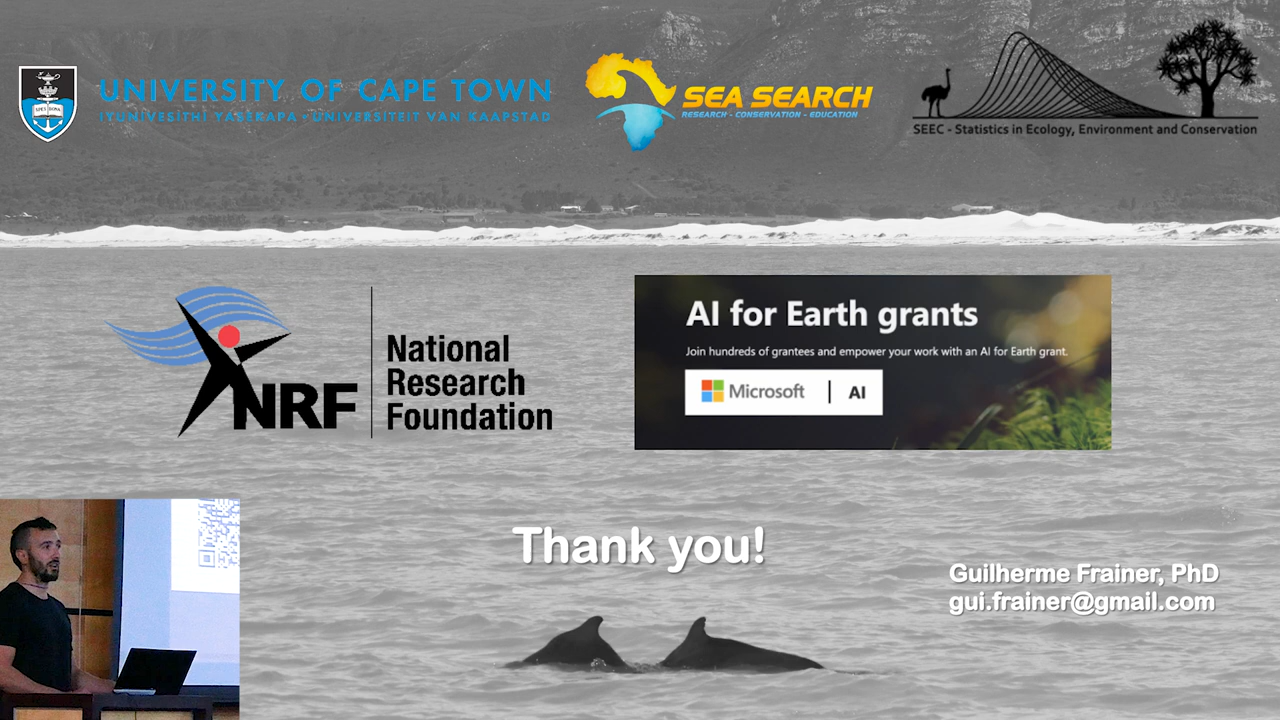 UNIVERSITY OF CAPE TOWN
IYUNIVESITHI YASEKAPA • UNIVERSITEIT VAN KAAPSTAD
SEA SEARCH
RESEARCH - CONSERVATION - EDUCATION
SEEC - Statistics in Ecology, Environment and Conservation
NRF
National
Research
Foundation
AI for Earth grants
Join hundreds of grantees and empower your work with an AI for Earth grant.
Microsoft | AI
Thank you!
Guilherme Frainer, PhD
gui.frainer@gmail.com